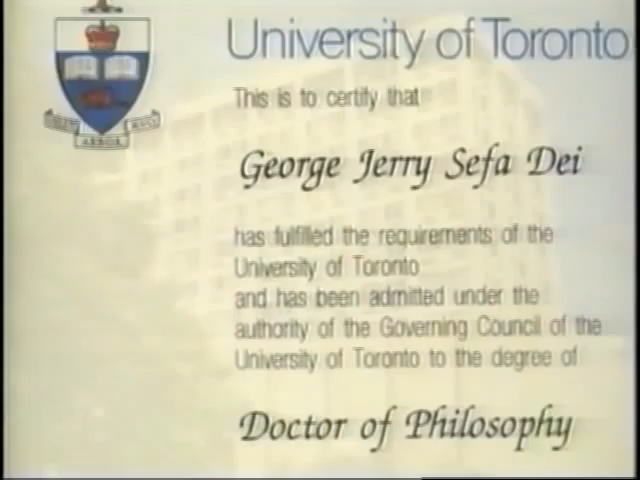 University of Toronto
This is to certify that
George Jerry Sefa Dei
has fulfilled the requirements of the
University of Toronto
and has been admitted under the
authority of the Governing Council of the
University of Toronto to the degree of
Doctor of Philosophy
ARBOR